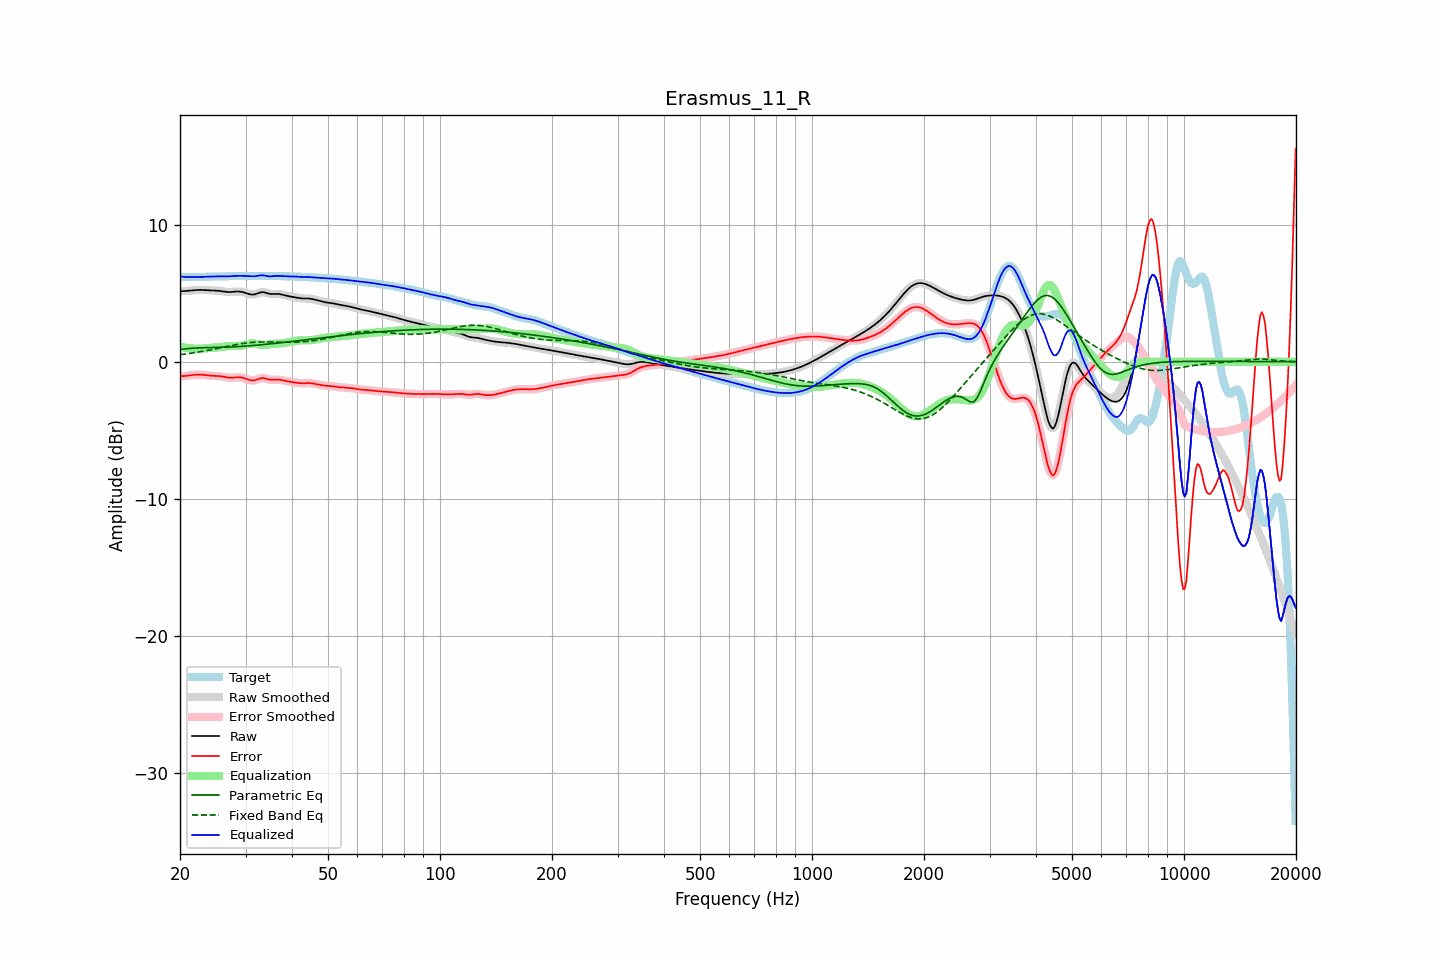 Erasmus_11_R
Amplitude (dBr)
10
0
−10
−20
−30
Target
Raw Smoothed
Error Smoothed
Raw
Error
Equalization
Parametric Eq
Fixed Band Eq
Equalized
20 50 100 200 500 1000 2000 5000 10000 20000
Frequency (Hz)